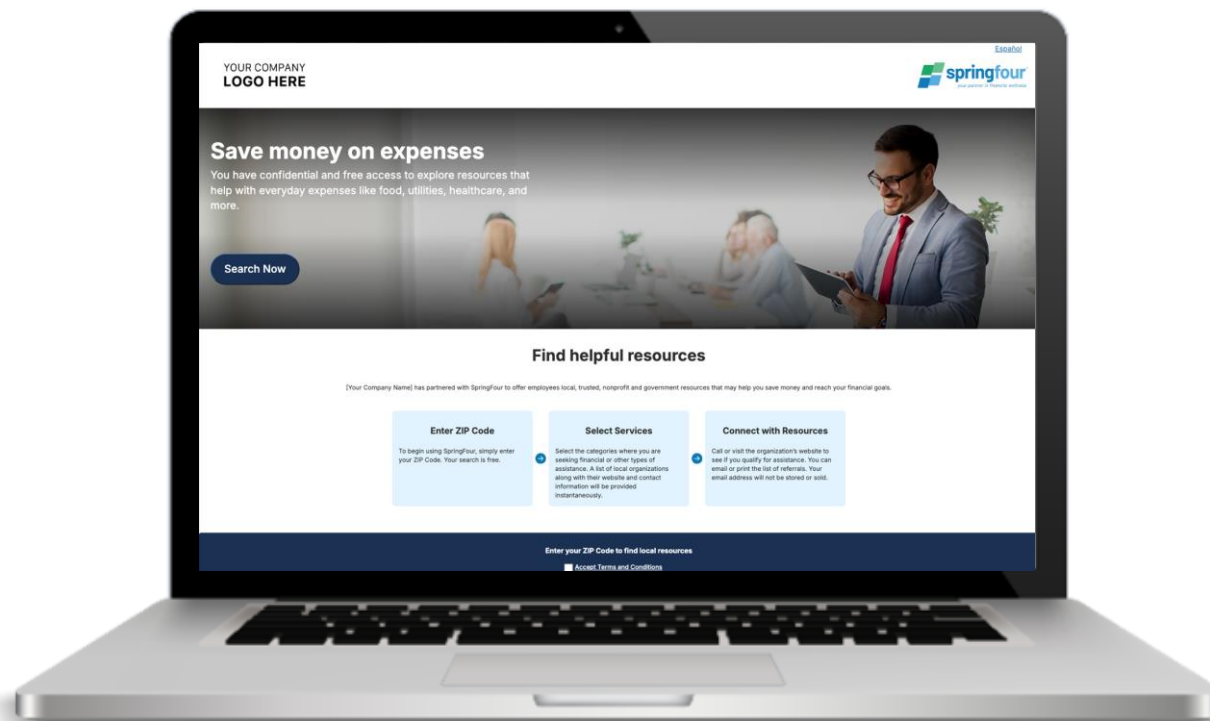 Español
YOUR COMPANY
LOGO HERE
springfour
your partner in financial wellness
Save money on expenses
You have confidential and free access to explore resources that
help with everyday expenses like food, utilities, healthcare, and
more.
Search Now
Find helpful resources
[Your Company Name] has partnered with SpringFour to offer employees local, trusted, nonprofit and government resources that may help you save money and reach your financial goals.
Enter ZIP Code
To begin using SpringFour, simply enter
your ZIP Code. Your search is free.
Select Services
Select the categories where you are
seeking financial or other types of
assistance. A list of local organizations
along with their website and contact
information will be provided
instantaneously.
Connect with Resources
Call or visit the organization's website to
see if you qualify for assistance. You can
email or print the list of referrals. Your
email address will not be stored or sold.
Enter your ZIP Code to find local resources
Accept Terms and Conditions